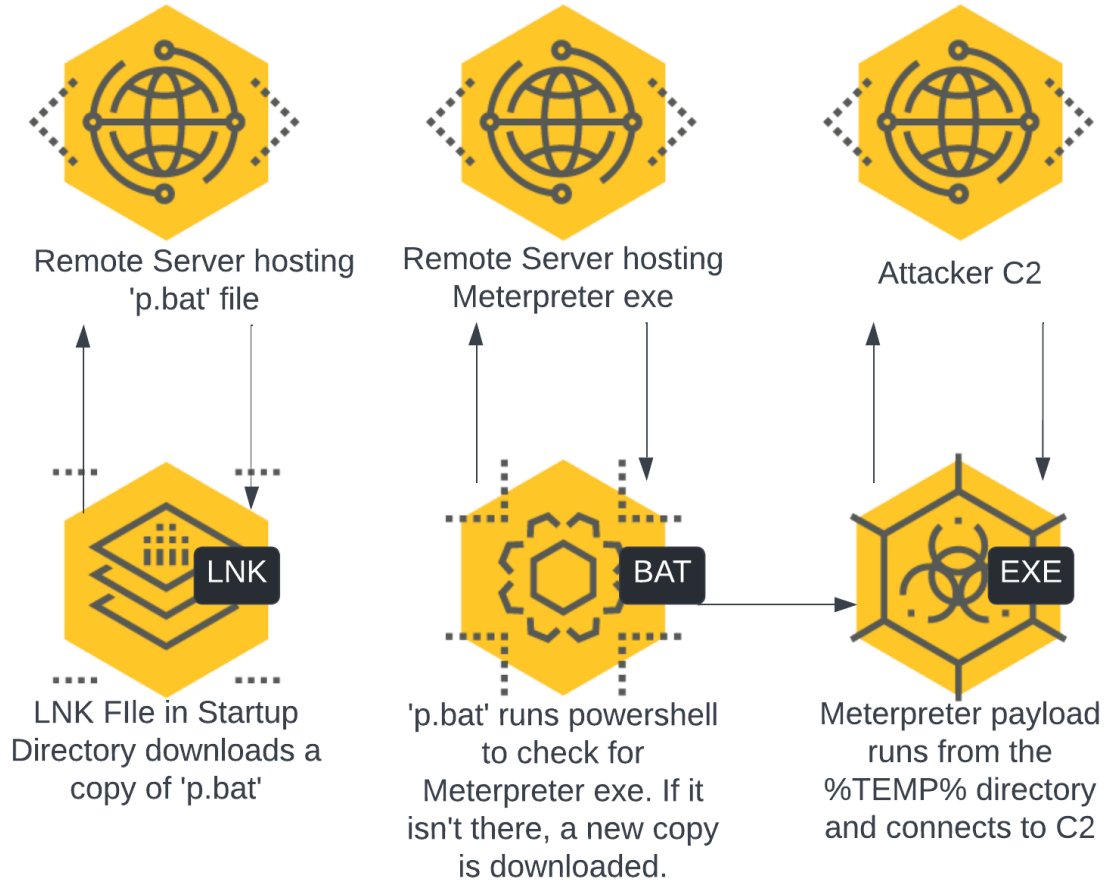 Remote Server hosting
'p.bat' file
Remote Server hosting
Meterpreter exe
Attacker C2
LNK
BAT
EXE
LNK FIle in Startup
Directory downloads a
copy of 'p.bat'
'p.bat' runs powershell
to check for
Meterpreter exe. If it
isn't there, a new copy
is downloaded.
Meterpreter payload
runs from the
%TEMP% directory
and connects to C2